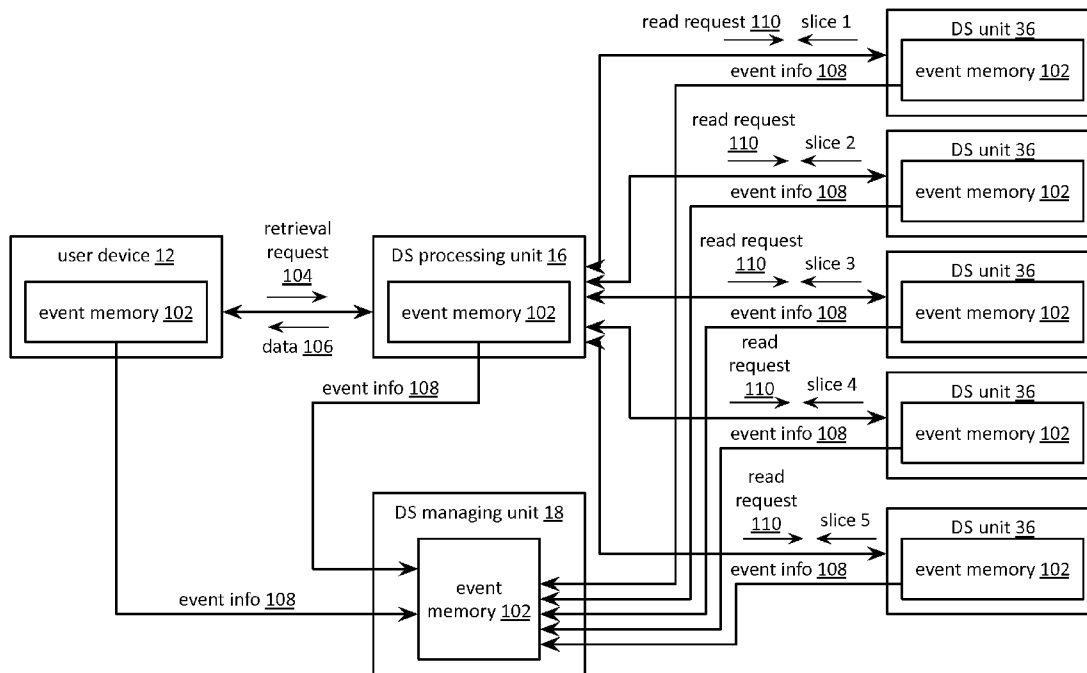 read request 110
slice 1
event info 108
DS unit 36
event memory 102
read request
110
slice 2
event info 108
DS unit 36
event memory 102
user device 12
event memory 102
retrieval
request
104
data 106
DS processing unit 16
event memory 102
read request
110
slice 3
event info 108
DS unit 36
event memory 102
event info 108
read
request
110
slice 4
event info 108
DS unit 36
event memory 102
DS managing unit 18
event
memory 102
event info 108
read
request
110
slice 5
event info 108
DS unit 36
event memory 102